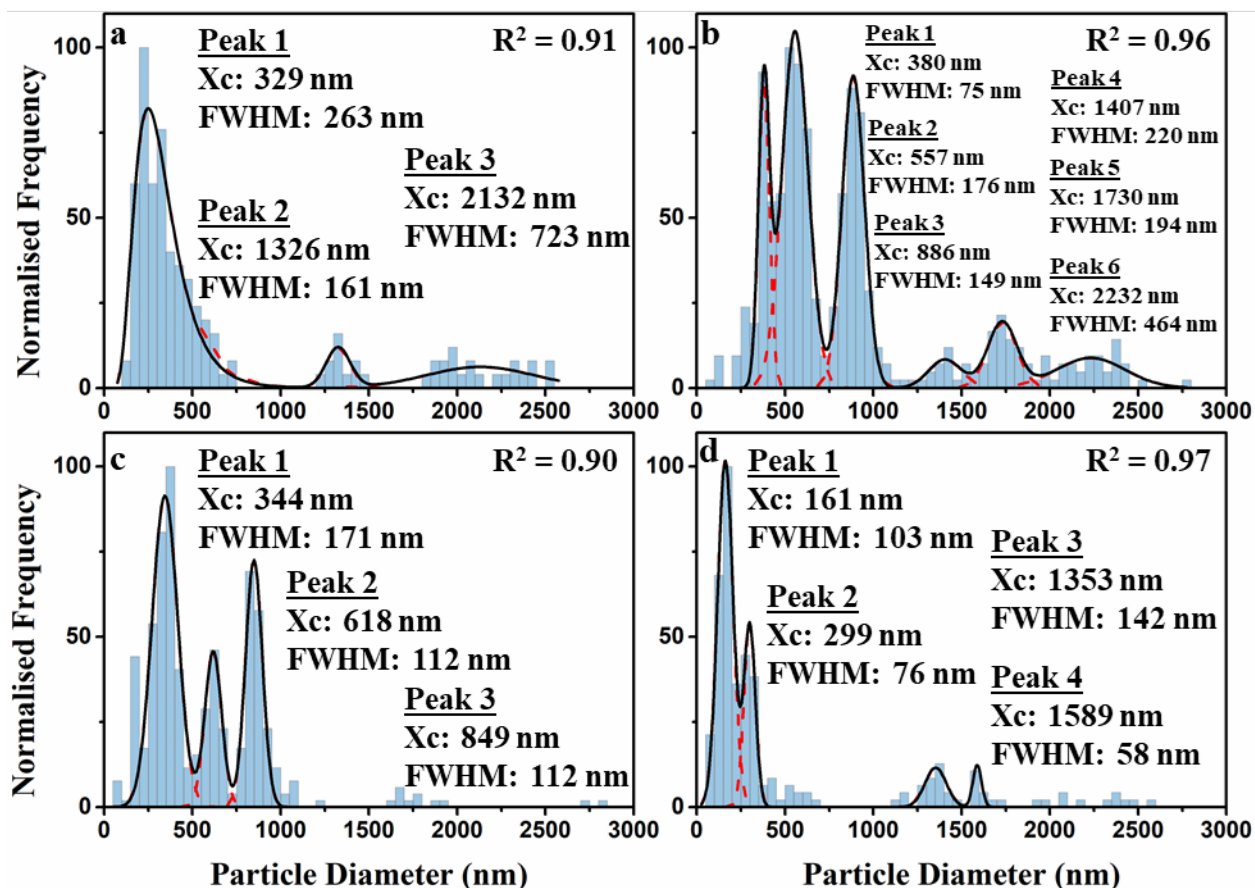 a
Peak 1
Xc: 329 nm
FWHM: 263 nm
R² = 0.91
Peak 2
Xc: 1326 nm
FWHM: 161 nm
Peak 3
Xc: 2132 nm
FWHM: 723 nm
100
50
0
0 500 1000 1500 2000 2500 3000
Normalised Frequency
b
Peak 1
Xc: 380 nm
FWHM: 75 nm
R² = 0.96
Peak 2
Xc: 557 nm
FWHM: 176 nm
Peak 3
Xc: 886 nm
FWHM: 149 nm
Peak 4
Xc: 1407 nm
FWHM: 220 nm
Peak 5
Xc: 1730 nm
FWHM: 194 nm
Peak 6
Xc: 2232 nm
FWHM: 464 nm
100
50
0
0 500 1000 1500 2000 2500 3000
c
Peak 1
Xc: 344 nm
FWHM: 171 nm
R² = 0.90
Peak 2
Xc: 618 nm
FWHM: 112 nm
Peak 3
Xc: 849 nm
FWHM: 112 nm
100
50
0
0 500 1000 1500 2000 2500 3000
Normalised Frequency
Particle Diameter (nm)
d
Peak 1
Xc: 161 nm
FWHM: 103 nm
R² = 0.97
Peak 2
Xc: 299 nm
FWHM: 76 nm
Peak 3
Xc: 1353 nm
FWHM: 142 nm
Peak 4
Xc: 1589 nm
FWHM: 58 nm
100
50
0
0 500 1000 1500 2000 2500 3000
Particle Diameter (nm)